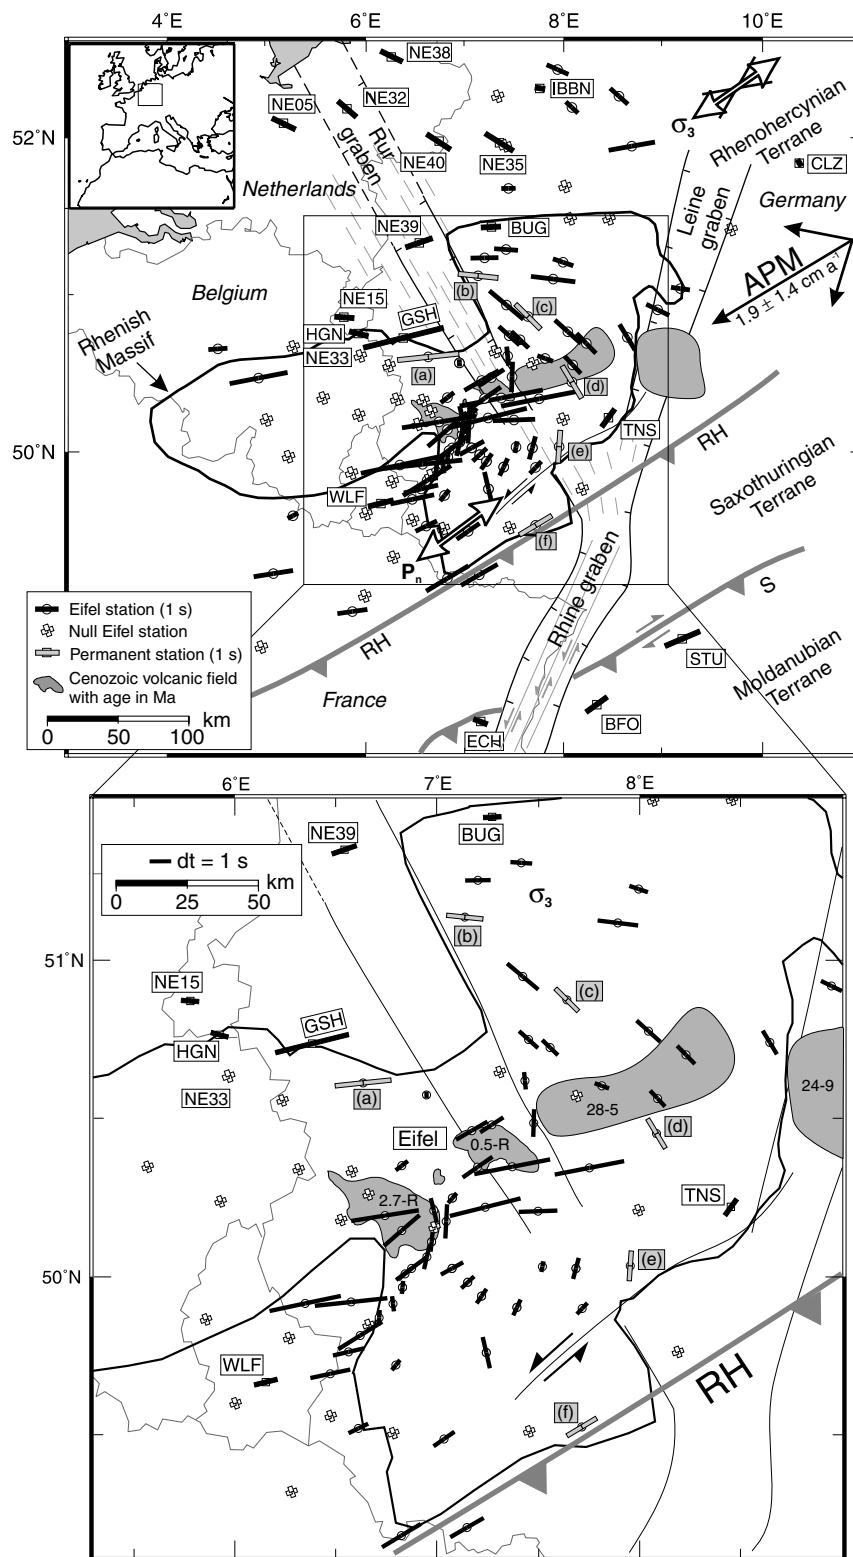 4°E 6°E 8°E 10°E
NE38
IBBN
NE32
NE05
σ3
52°N
Rur
graben
NE40
NE35
Rhenohercynian
Terrane
CLZ
Netherlands
Leine
graben
Germany
NE39
BUG
Belgium
(b)
APM
1.9 ± 1.4 cm a-1
NE15
GSH
(c)
Rhenish
Massif
HGN
NE33
(a)
(d)
TNS
50°N
(e)
RH
WLF
Saxothuringian
Terrane
(f)
Pn
Rhine graben
S
Eifel station (1 s)
Null Eifel station
Permanent station (1 s)
Cenozoic volcanic field
with age in Ma
0 50 100 km
RH
STU
Moldanubian
Terrane
France
ECH
BFO
6°E 7°E 8°E
NE39
BUG
dt = 1 s
0 25 50 km
σ3
(b)
51°N
NE15
(c)
GSH
HGN
NE33
(a)
24-9
28-5
Eifel
0.5-R
(d)
2.7-R
TNS
50°N
(e)
WLF
RH
(f)